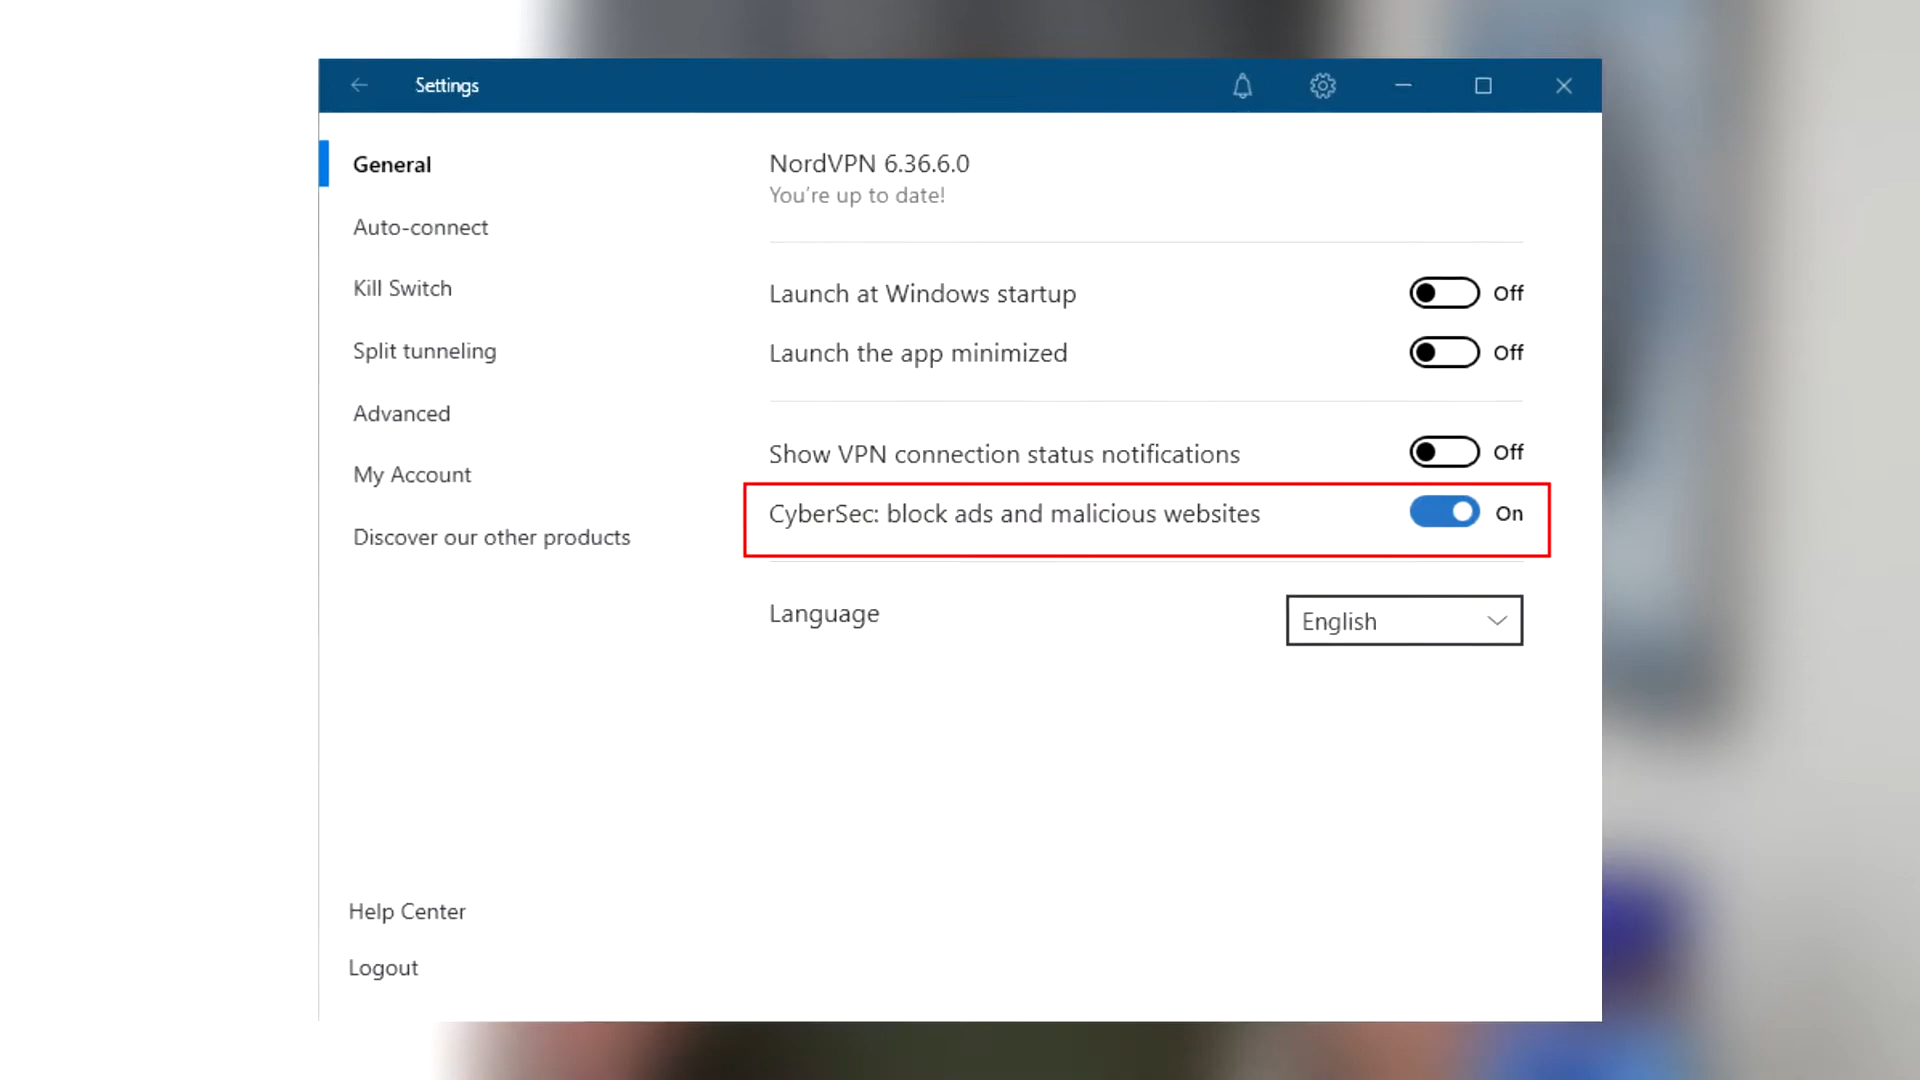 Settings
General
Auto-connect
Kill Switch
Split tunneling
Advanced
My Account
Discover our other products
Help Center
Logout
NordVPN 6.36.6.0
You're up to date!
Launch at Windows startup Off
Launch the app minimized Off
Show VPN connection status notifications Off
CyberSec: block ads and malicious websites On
Language English